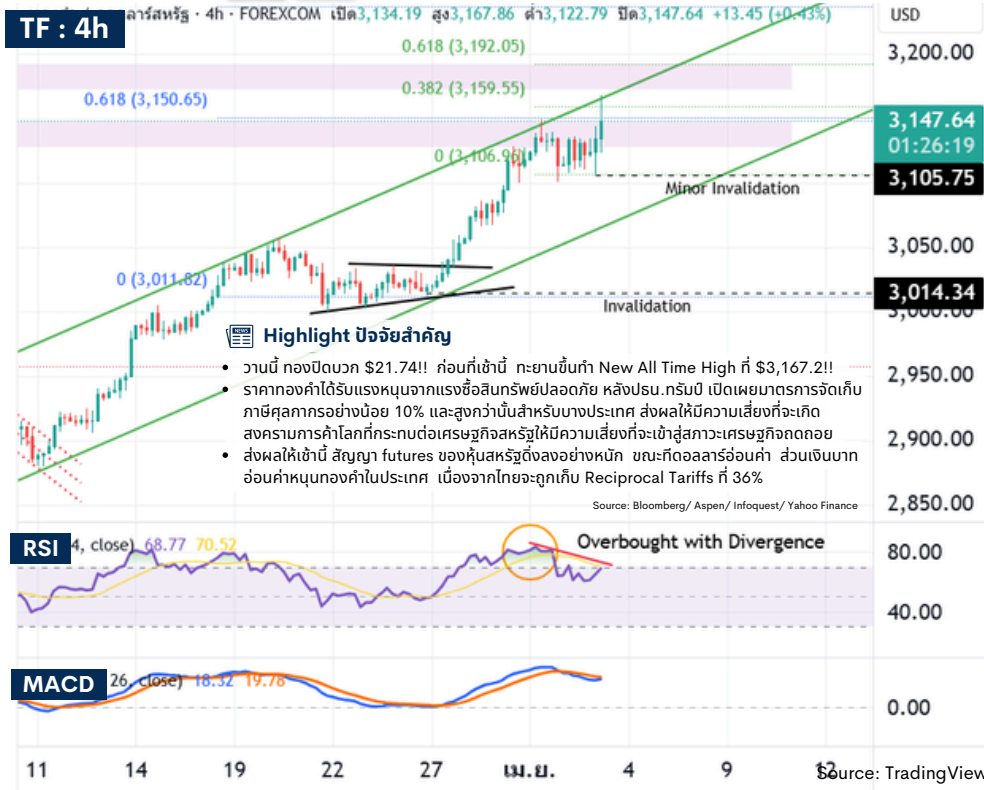 TF : 4h
ลาร์สหรัฐ · 4h · FOREXCOM เปิด3,134.19 สูง3,167.86 ต่ำ3,122.79 ปิด3,147.64 +13.45 (+0.43%)
USD
0.618 (3,192.05)
3,200.00
0.382 (3,159.55)
0.618 (3,150.65)
3,147.64
01:26:19
0 (3,106.96)
3,105.75
Minor Invalidation
3,050.00
0 (3,011.82)
3,014.34
Invalidation
3,000.00
NEWS
Highlight ปัจจัยสำคัญ
• วานนี้ ทองปิดบวก $21.74!! ก่อนที่เช้านี้ ทะยานขึ้นทำ New All Time High ที่ $3,167.2!!
2,950.00
• ราคาทองคำได้รับแรงหนุนจากแรงซื้อสินทรัพย์ปลอดภัย หลังปธน.ทรัมป์ เปิดเผยมาตรการจัดเก็บ
ภาษีศุลกากรอย่างน้อย 10% และสูงกว่านั้นสำหรับบางประเทศ ส่งผลให้มีความเสี่ยงที่จะเกิด
สงครามการค้าโลกที่กระทบต่อเศรษฐกิจสหรัฐให้มีความเสี่ยงที่จะเข้าสู่สภาวะเศรษฐกิจถดถอย
2,900.00
• ส่งผลให้เช้านี้ สัญญา futures ของหุ้นสหรัฐดิ่งลงอย่างหนัก ขณะที่ดอลลาร์อ่อนค่า ส่วนเงินบาท
อ่อนค่าหนุนทองคำในประเทศ เนื่องจากไทยจะถูกเก็บ Reciprocal Tariffs ที่ 36%
Source: Bloomberg/ Aspen/ Infoquest/ Yahoo Finance
2,850.00
RSI
4, close) 68.77 70.52
Overbought with Divergence
80.00
40.00
MACD
26, close) 18.32 19.78
0.00
11 14 19 22 27 เม.ย. 4 9 12
Source: TradingView